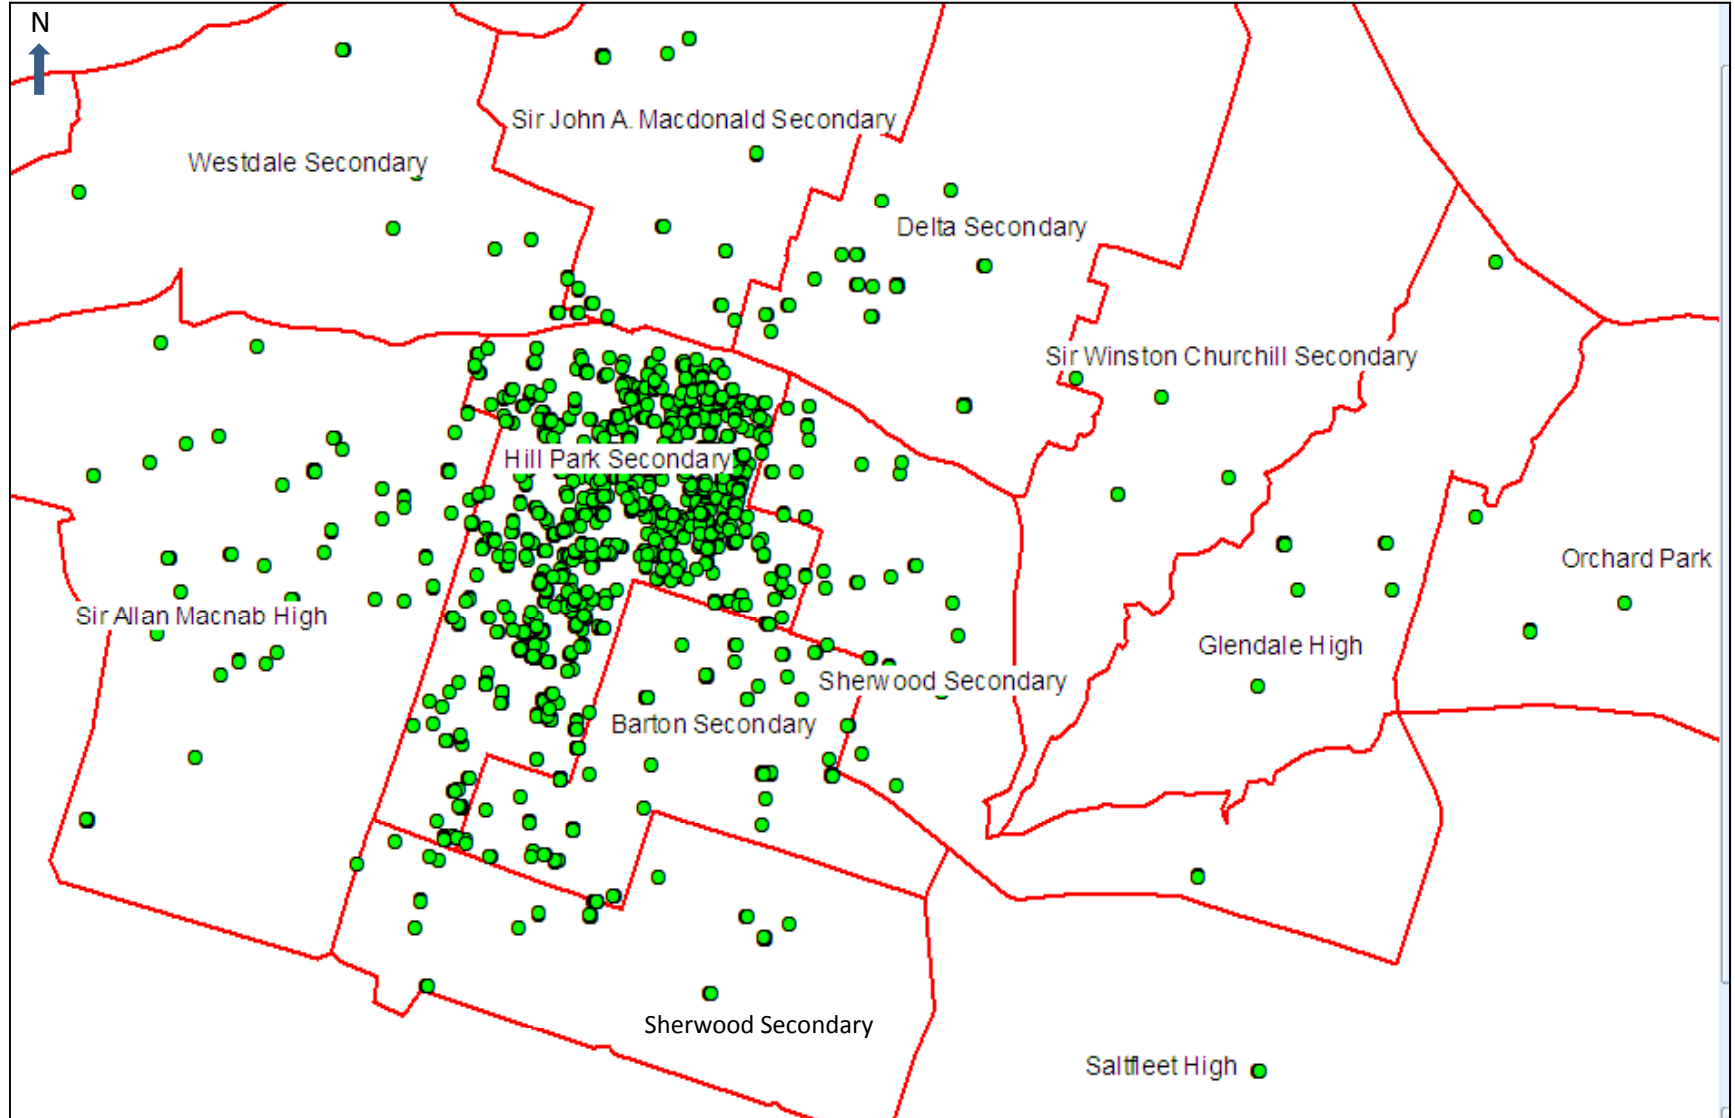 N
Sir John A. Macdonald Secondary
Westdale Secondary
Delta Secondary
Sir Winston Churchill Secondary
Hill Park Secondary
Orchard Park
Sir Allan Macnab High
Glendale High
Sherwood Secondary
Barton Secondary
Sherwood Secondary
Saltfleet High